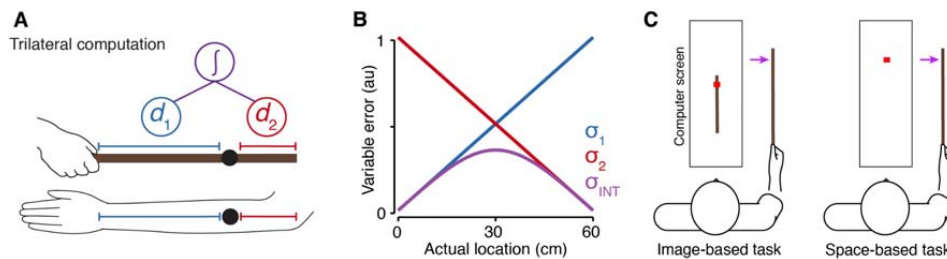 A
Trilateral computation
∫
d1
d2
B
Variable error (au)
1
0
0
30
60
Actual location (cm)
σ1
σ2
σINT
C
Computer screen
Image-based task
Space-based task